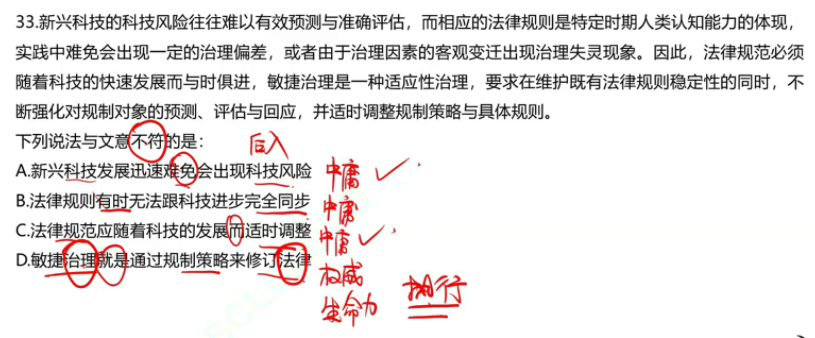 33.新兴科技的科技风险往往难以有效预测与准确评估，而相应的法律规则是特定时期人类认知能力的体现，
实践中难免会出现一定的治理偏差，或者由于治理因素的客观变迁出现治理失灵现象。因此，法律规范必须
随着科技的快速发展而与时俱进，敏捷治理是一种适应性治理，要求在维护既有法律规则稳定性的同时，不
断强化对规制对象的预测、评估与回应，并适时调整规制策略与具体规则。
下列说法与文意不符的是：
后入
A.新兴科技发展迅速难免会出现科技风险 中庸
B.法律规则有时无法跟科技进步完全同步 中庸
C.法律规范应随着科技的发展而适时调整 中庸
D.敏捷治理就是通过规制策略来修订法律 权威
生命力